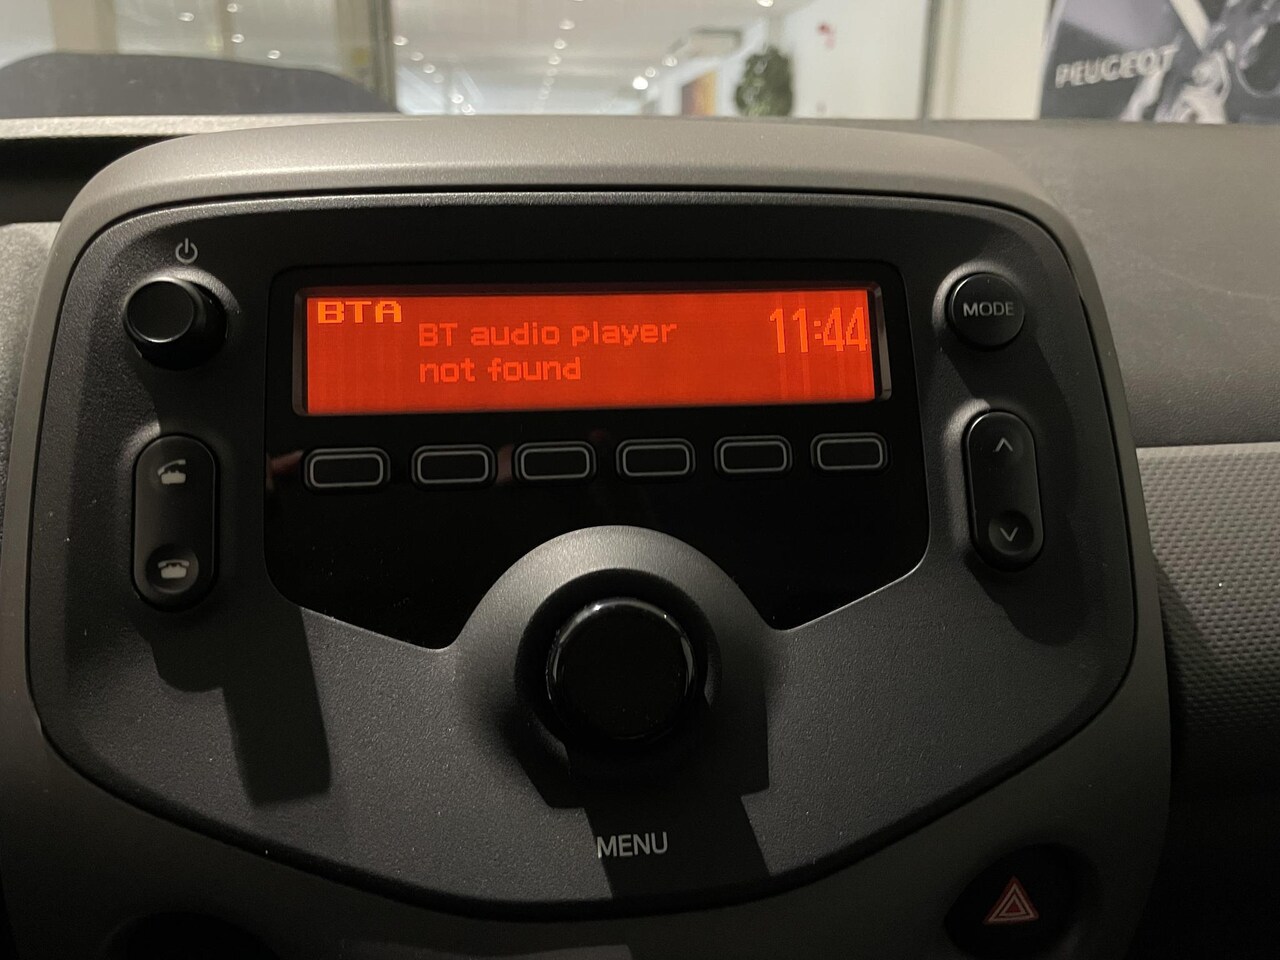 PEUGEOT
BTA
BT audio player
not found
11:44
MODE
MENU